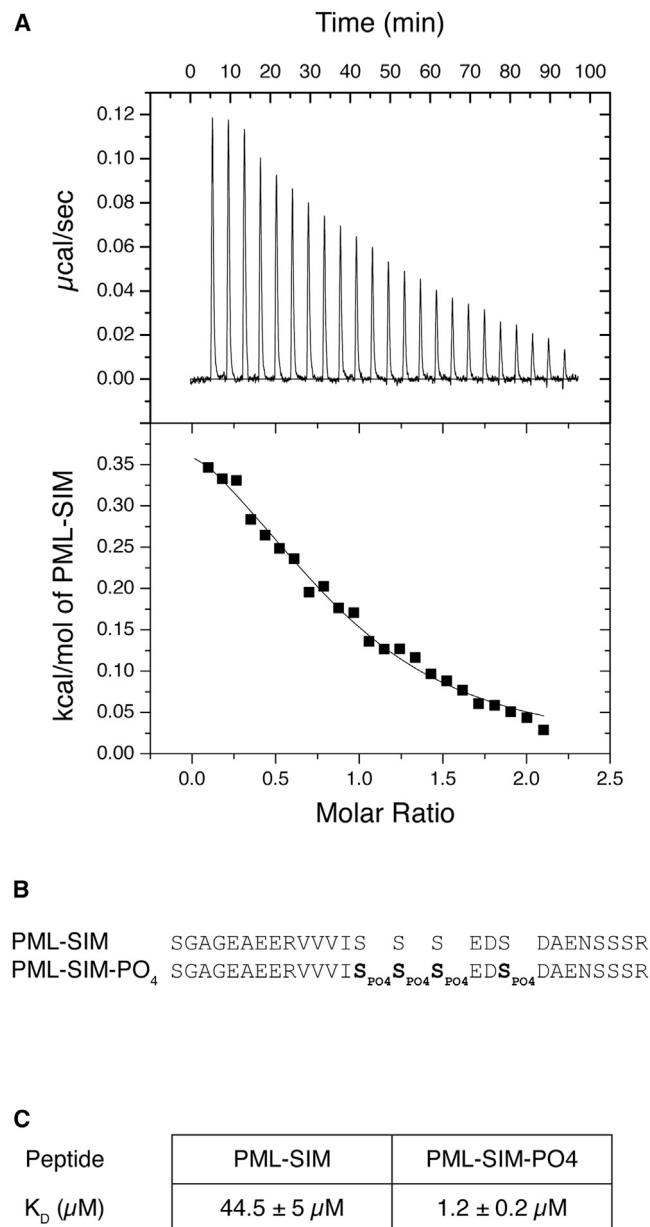 A
Time (min)
0 10 20 30 40 50 60 70 80 90 100
0.12
0.10
0.08
0.06
0.04
0.02
0.00
µcal/sec
0.35
0.30
0.25
0.20
0.15
0.10
0.05
0.00
kcal/mol of PML-SIM
0.0 0.5 1.0 1.5 2.0 2.5
Molar Ratio
B
PML-SIM SGAGEAEERVVVIS S S EDS DAENSSSR
PML-SIM-PO4 SGAGEAEERVVVISPO4SPO4SPO4EDSPO4DAENSSSR
C
Peptide PML-SIM PML-SIM-PO4
KD (µM) 44.5 ± 5 µM 1.2 ± 0.2 µM